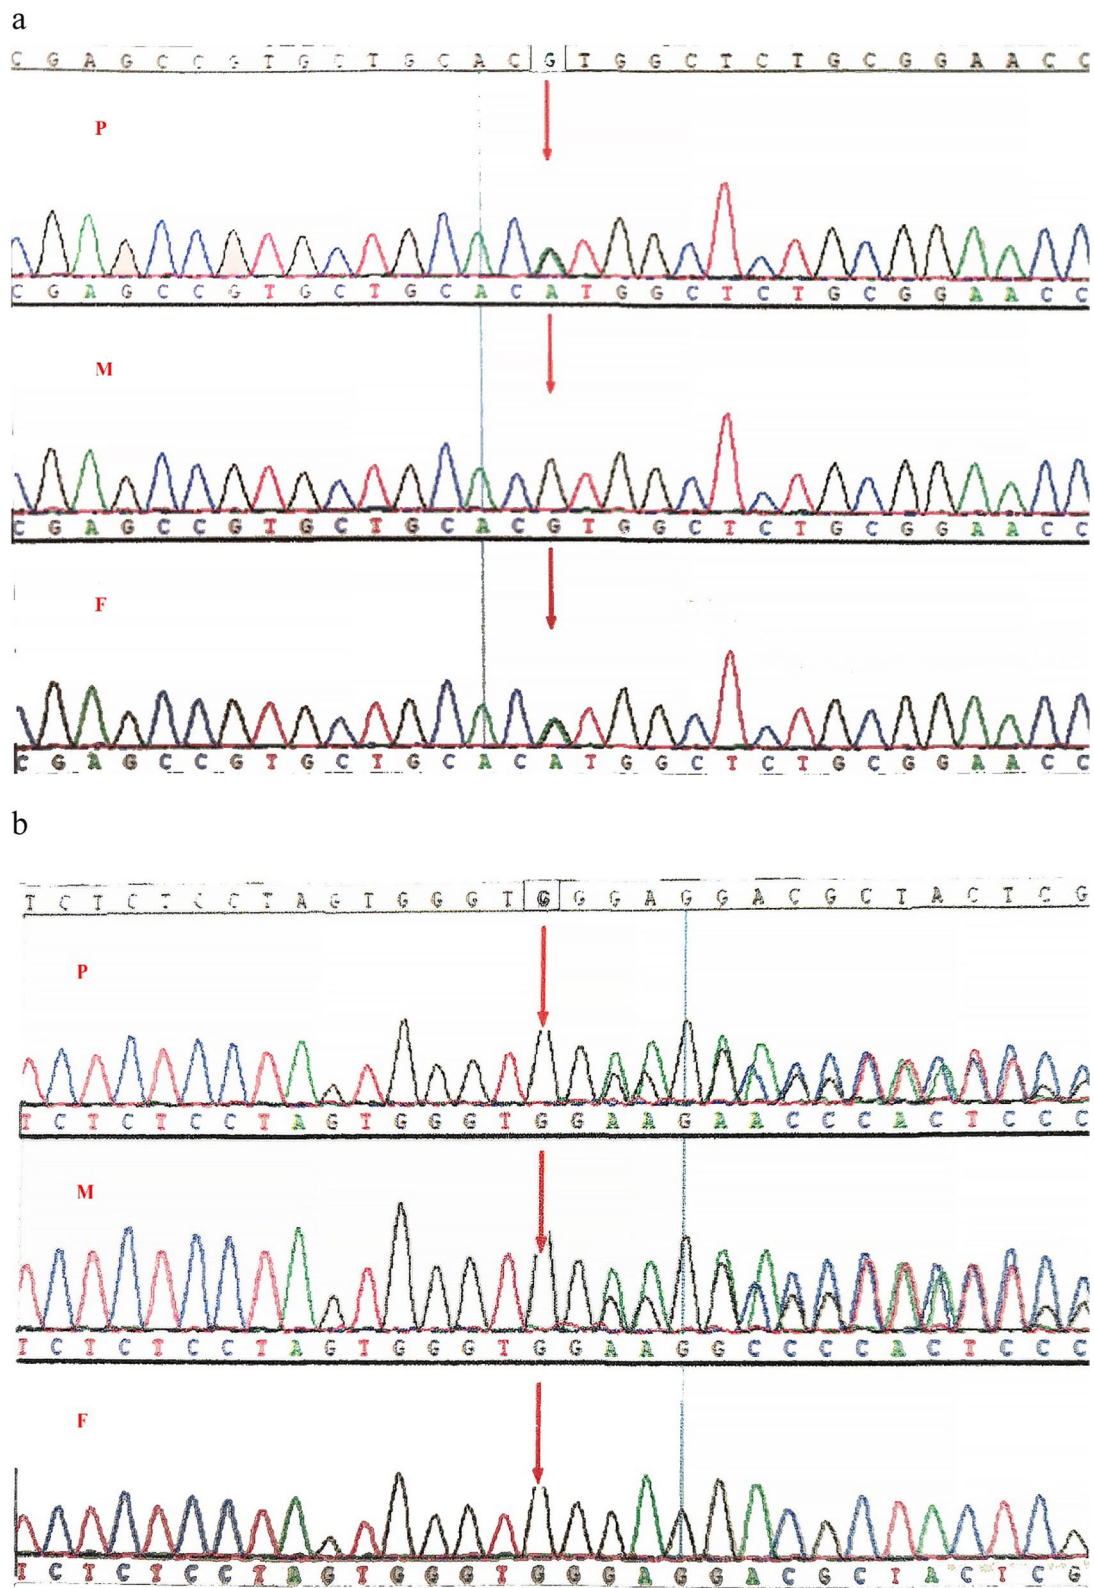 a
C G A G C C G T G C T G C A C G T G G C T C T G C G G A A C C
P
C G A G C C G T G C T G C A C A T G G C T C T G C G G A A C C
M
C G A G C C G T G C T G C A C G T G G C T C T G C G G A A C C
F
C G A G C C G T G C T G C A C A T G G C T C T G C G G A A C C
b
T C T C T C C T A G T G G G T G G G A G G A C G C T A C T C G
P
T C T C T C C T A G T G G G T G G A A G A A C C C A C T C C C
M
T C T C T C C T A G T G G G T G G A A G G C C C C A C T C C C
F
T C T C T C C T A G T G G G T G G G A G G A C G C T A C T C G